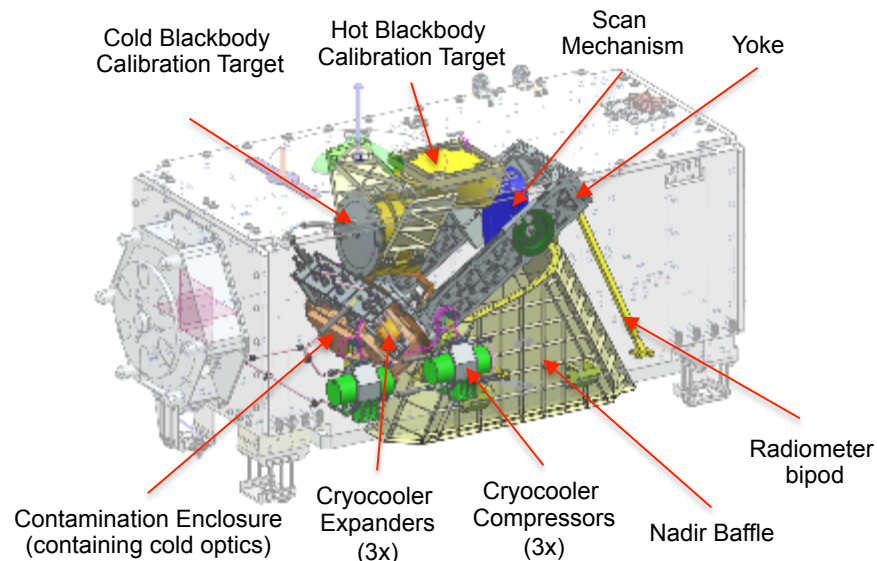 Cold Blackbody
Calibration Target
Hot Blackbody
Calibration Target
Scan
Mechanism
Yoke
Contamination Enclosure
(containing cold optics)
Cryocooler
Expanders
(3x)
Cryocooler
Compressors
(3x)
Nadir Baffle
Radiometer
bipod